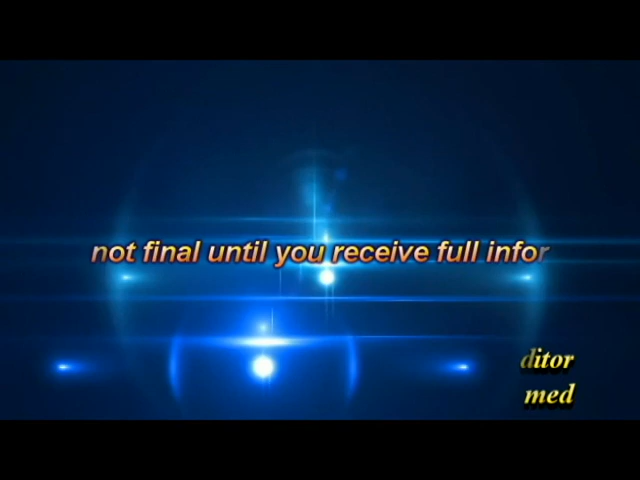 not final until you receive full infor
ditor
med